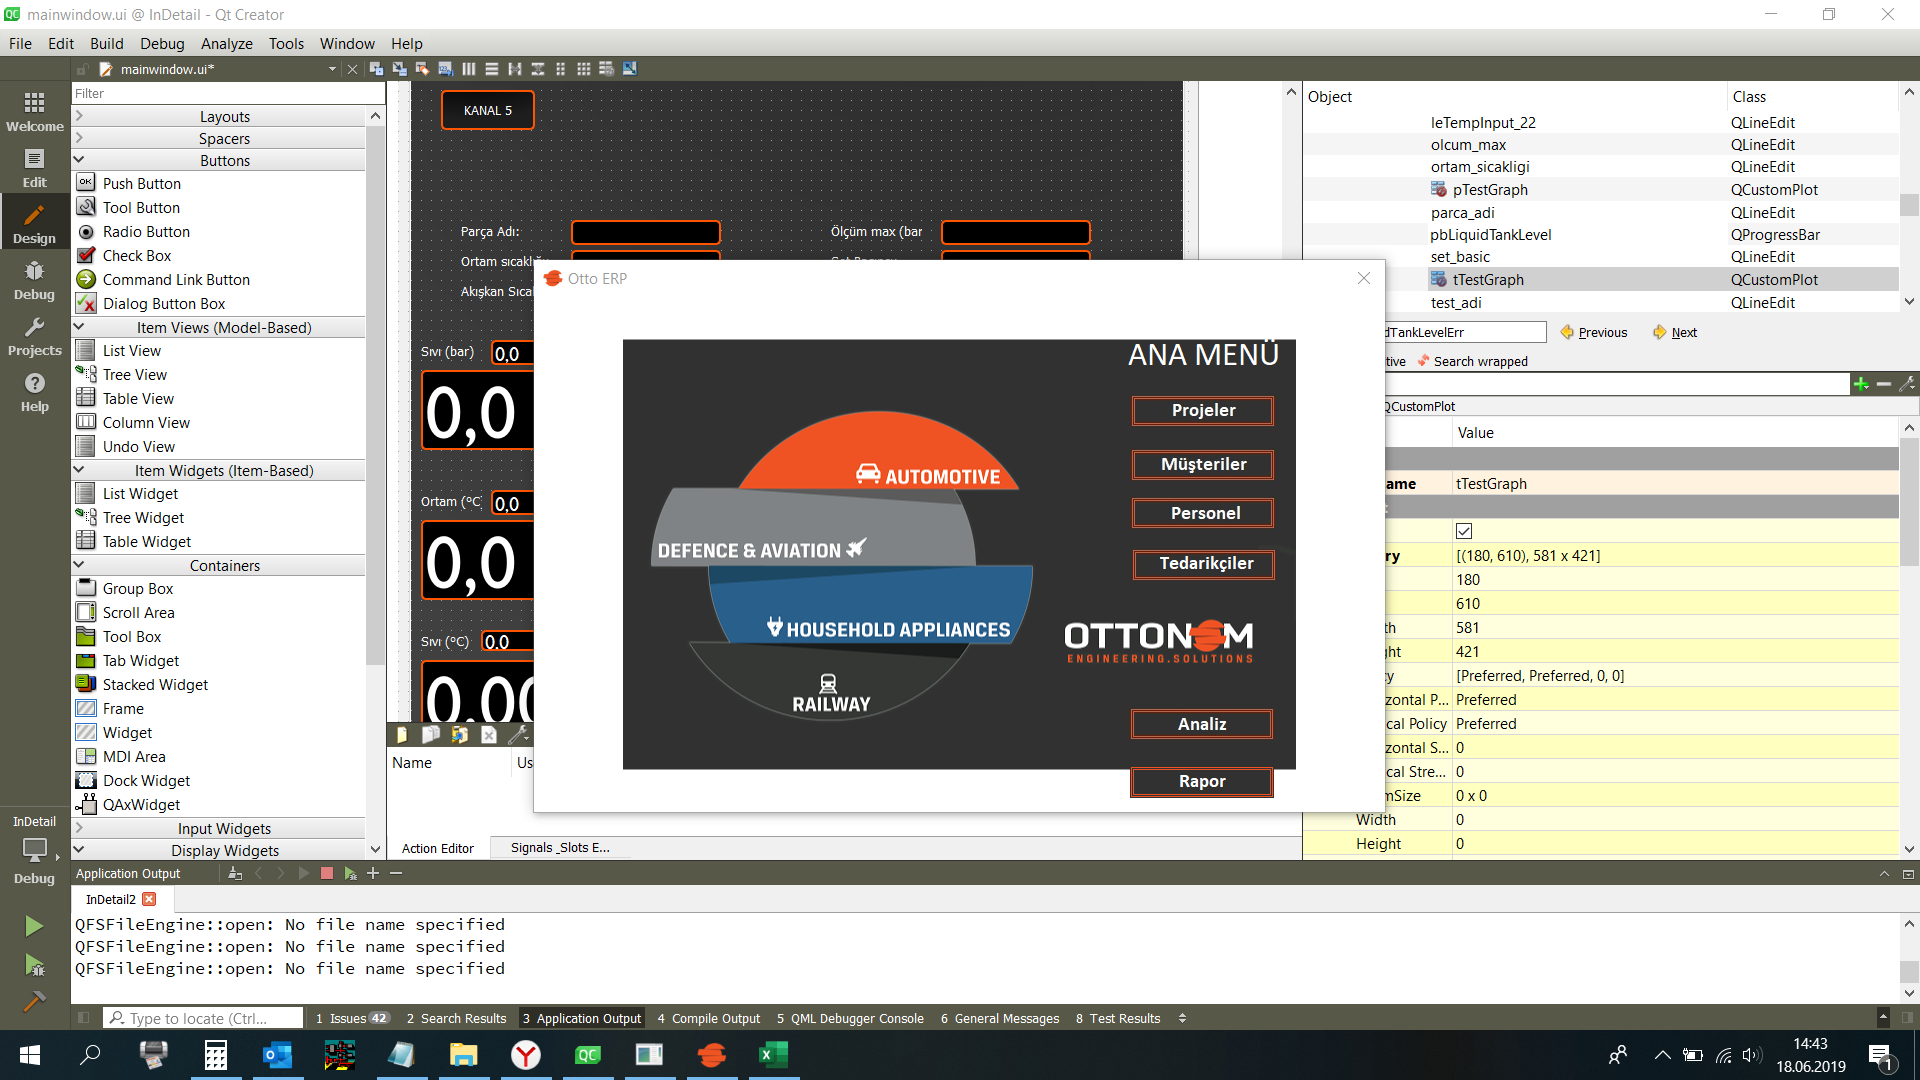 mainwindow.ui @ InDetail - Qt Creator
File Edit Build Debug Analyze Tools Window Help
mainwindow.ui*
Filter
Layouts
Spacers
Buttons
Push Button
Tool Button
Radio Button
Check Box
Command Link Button
Dialog Button Box
Item Views (Model-Based)
List View
Tree View
Table View
Column View
Undo View
Item Widgets (Item-Based)
List Widget
Tree Widget
Table Widget
Containers
Group Box
Scroll Area
Tool Box
Tab Widget
Stacked Widget
Frame
Widget
MDI Area
Dock Widget
QAxWidget
Input Widgets
Display Widgets
Welcome
Edit
Design
Debug
Projects
Help
InDetail
Debug
KANAL 5
Parça Adı:
Ölçüm max (bar
Ortam sıcaklığı
Akışkan Sıcal
Sıvı (bar) 0,0
0,0
Ortam (°C 0,0
0,0
Sıvı (°C) 0,0
0,00
Name
Us
Action Editor
Signals _Slots E...
Otto ERP
ANA MENÜ
Projeler
Müşteriler
Personel
Tedarikçiler
Analiz
Rapor
AUTOMOTIVE
DEFENCE & AVIATION
HOUSEHOLD APPLIANCES
RAILWAY
OTTONOM
ENGINEERING.SOLUTIONS
Object Class
leTempInput_22 QLineEdit
olcum_max QLineEdit
ortam_sicakligi QLineEdit
pTestGraph QCustomPlot
parca_adi QLineEdit
pbLiquidTankLevel QProgressBar
set_basic QLineEdit
tTestGraph QCustomPlot
test_adi QLineEdit
dTankLevelErr Previous Next
tive Search wrapped
QCustomPlot
Value
ame tTestGraph
ry [(180, 610), 581 x 421]
180
610
th 581
ght 421
cy [Preferred, Preferred, 0, 0]
zontal P... Preferred
cal Policy Preferred
zontal S... 0
cal Stre... 0
mSize 0 x 0
Width 0
Height 0
Application Output
InDetail2
QFSFileEngine::open: No file name specified
QFSFileEngine::open: No file name specified
QFSFileEngine::open: No file name specified
Type to locate (Ctrl...
1 Issues 42 2 Search Results 3 Application Output 4 Compile Output 5 QML Debugger Console 6 General Messages 8 Test Results
14:43
18.06.2019
1